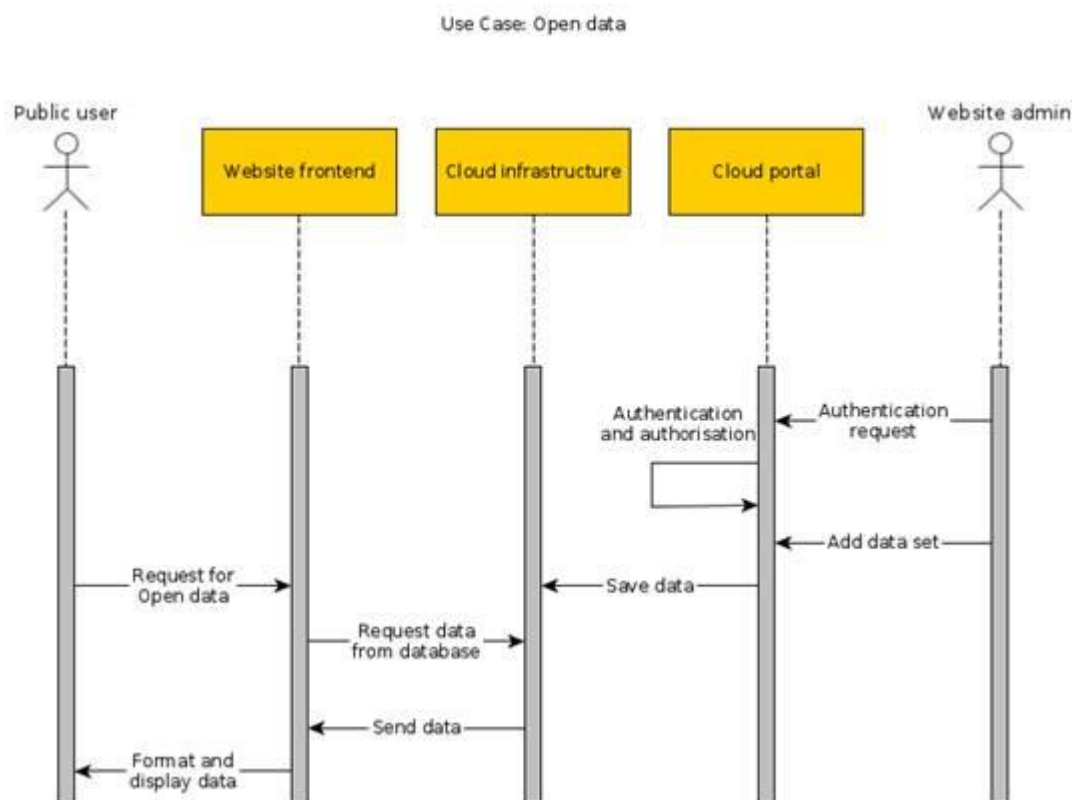 Use Case: Open data
Public user
Website admin
Website frontend
Cloud infrastructure
Cloud portal
Authentication
and authorisation
Authentication
request
Add data set
Request for
Open data
Save data
Request data
from database
Send data
Format and
display data